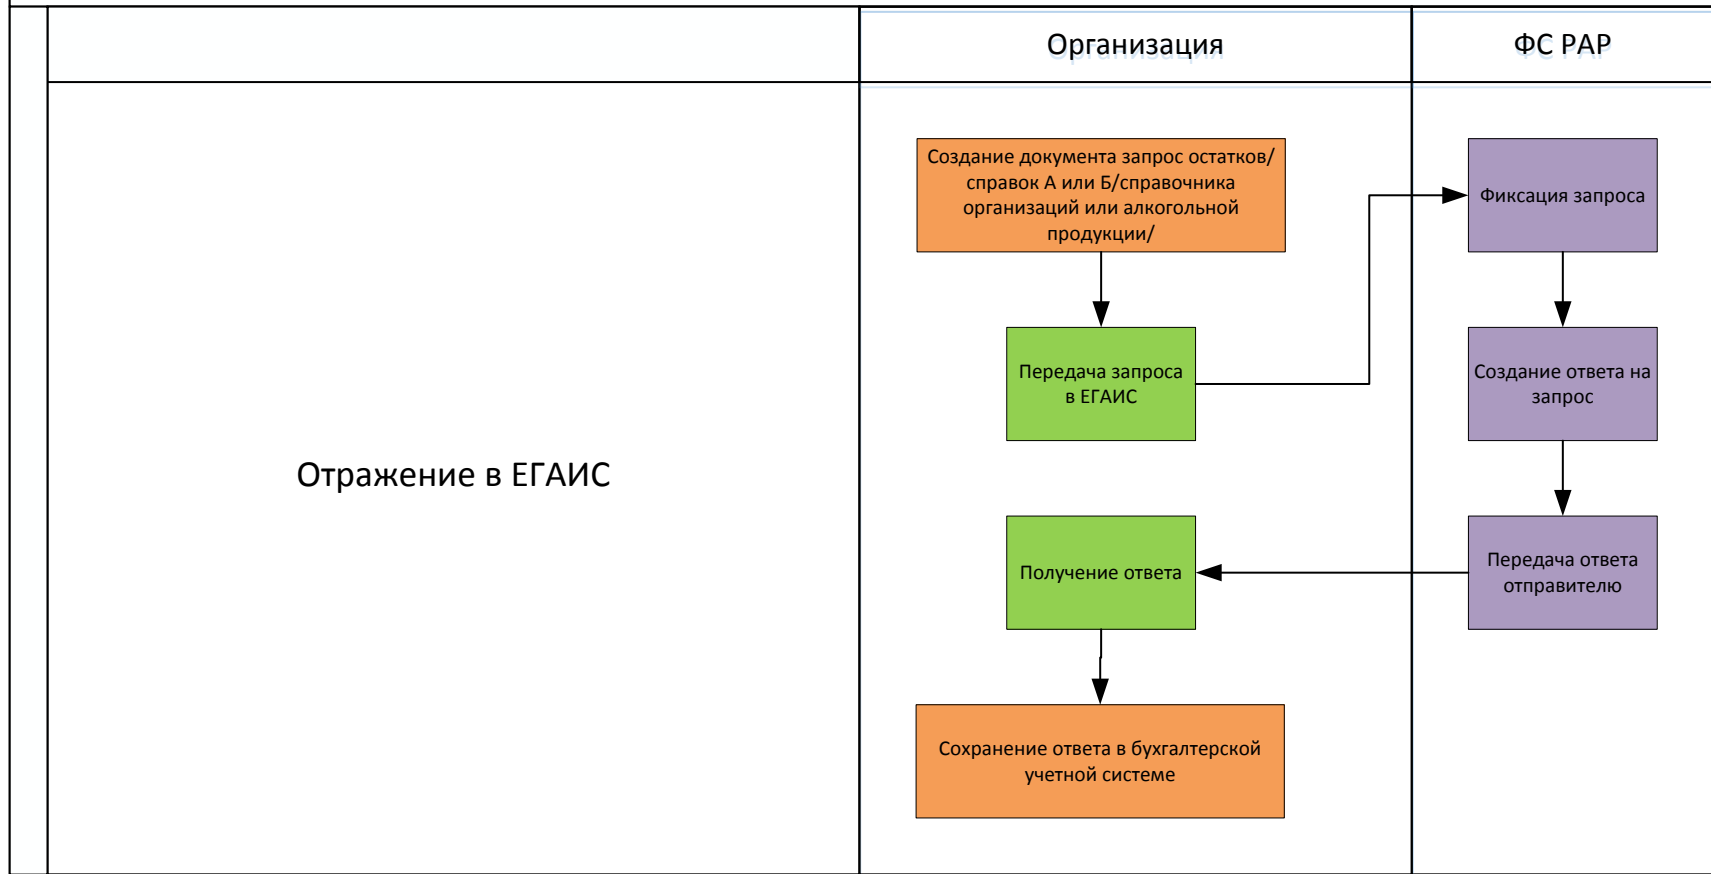 Организация
ФС РАР
Создание документа запрос остатков/
справок А или Б/справочника
организаций или алкогольной
продукции/
Фиксация запроса
Передача запроса
в ЕГАИС
Создание ответа на
запрос
Отражение в ЕГАИС
Получение ответа
Передача ответа
отправителю
Сохранение ответа в бухгалтерской
учетной системе